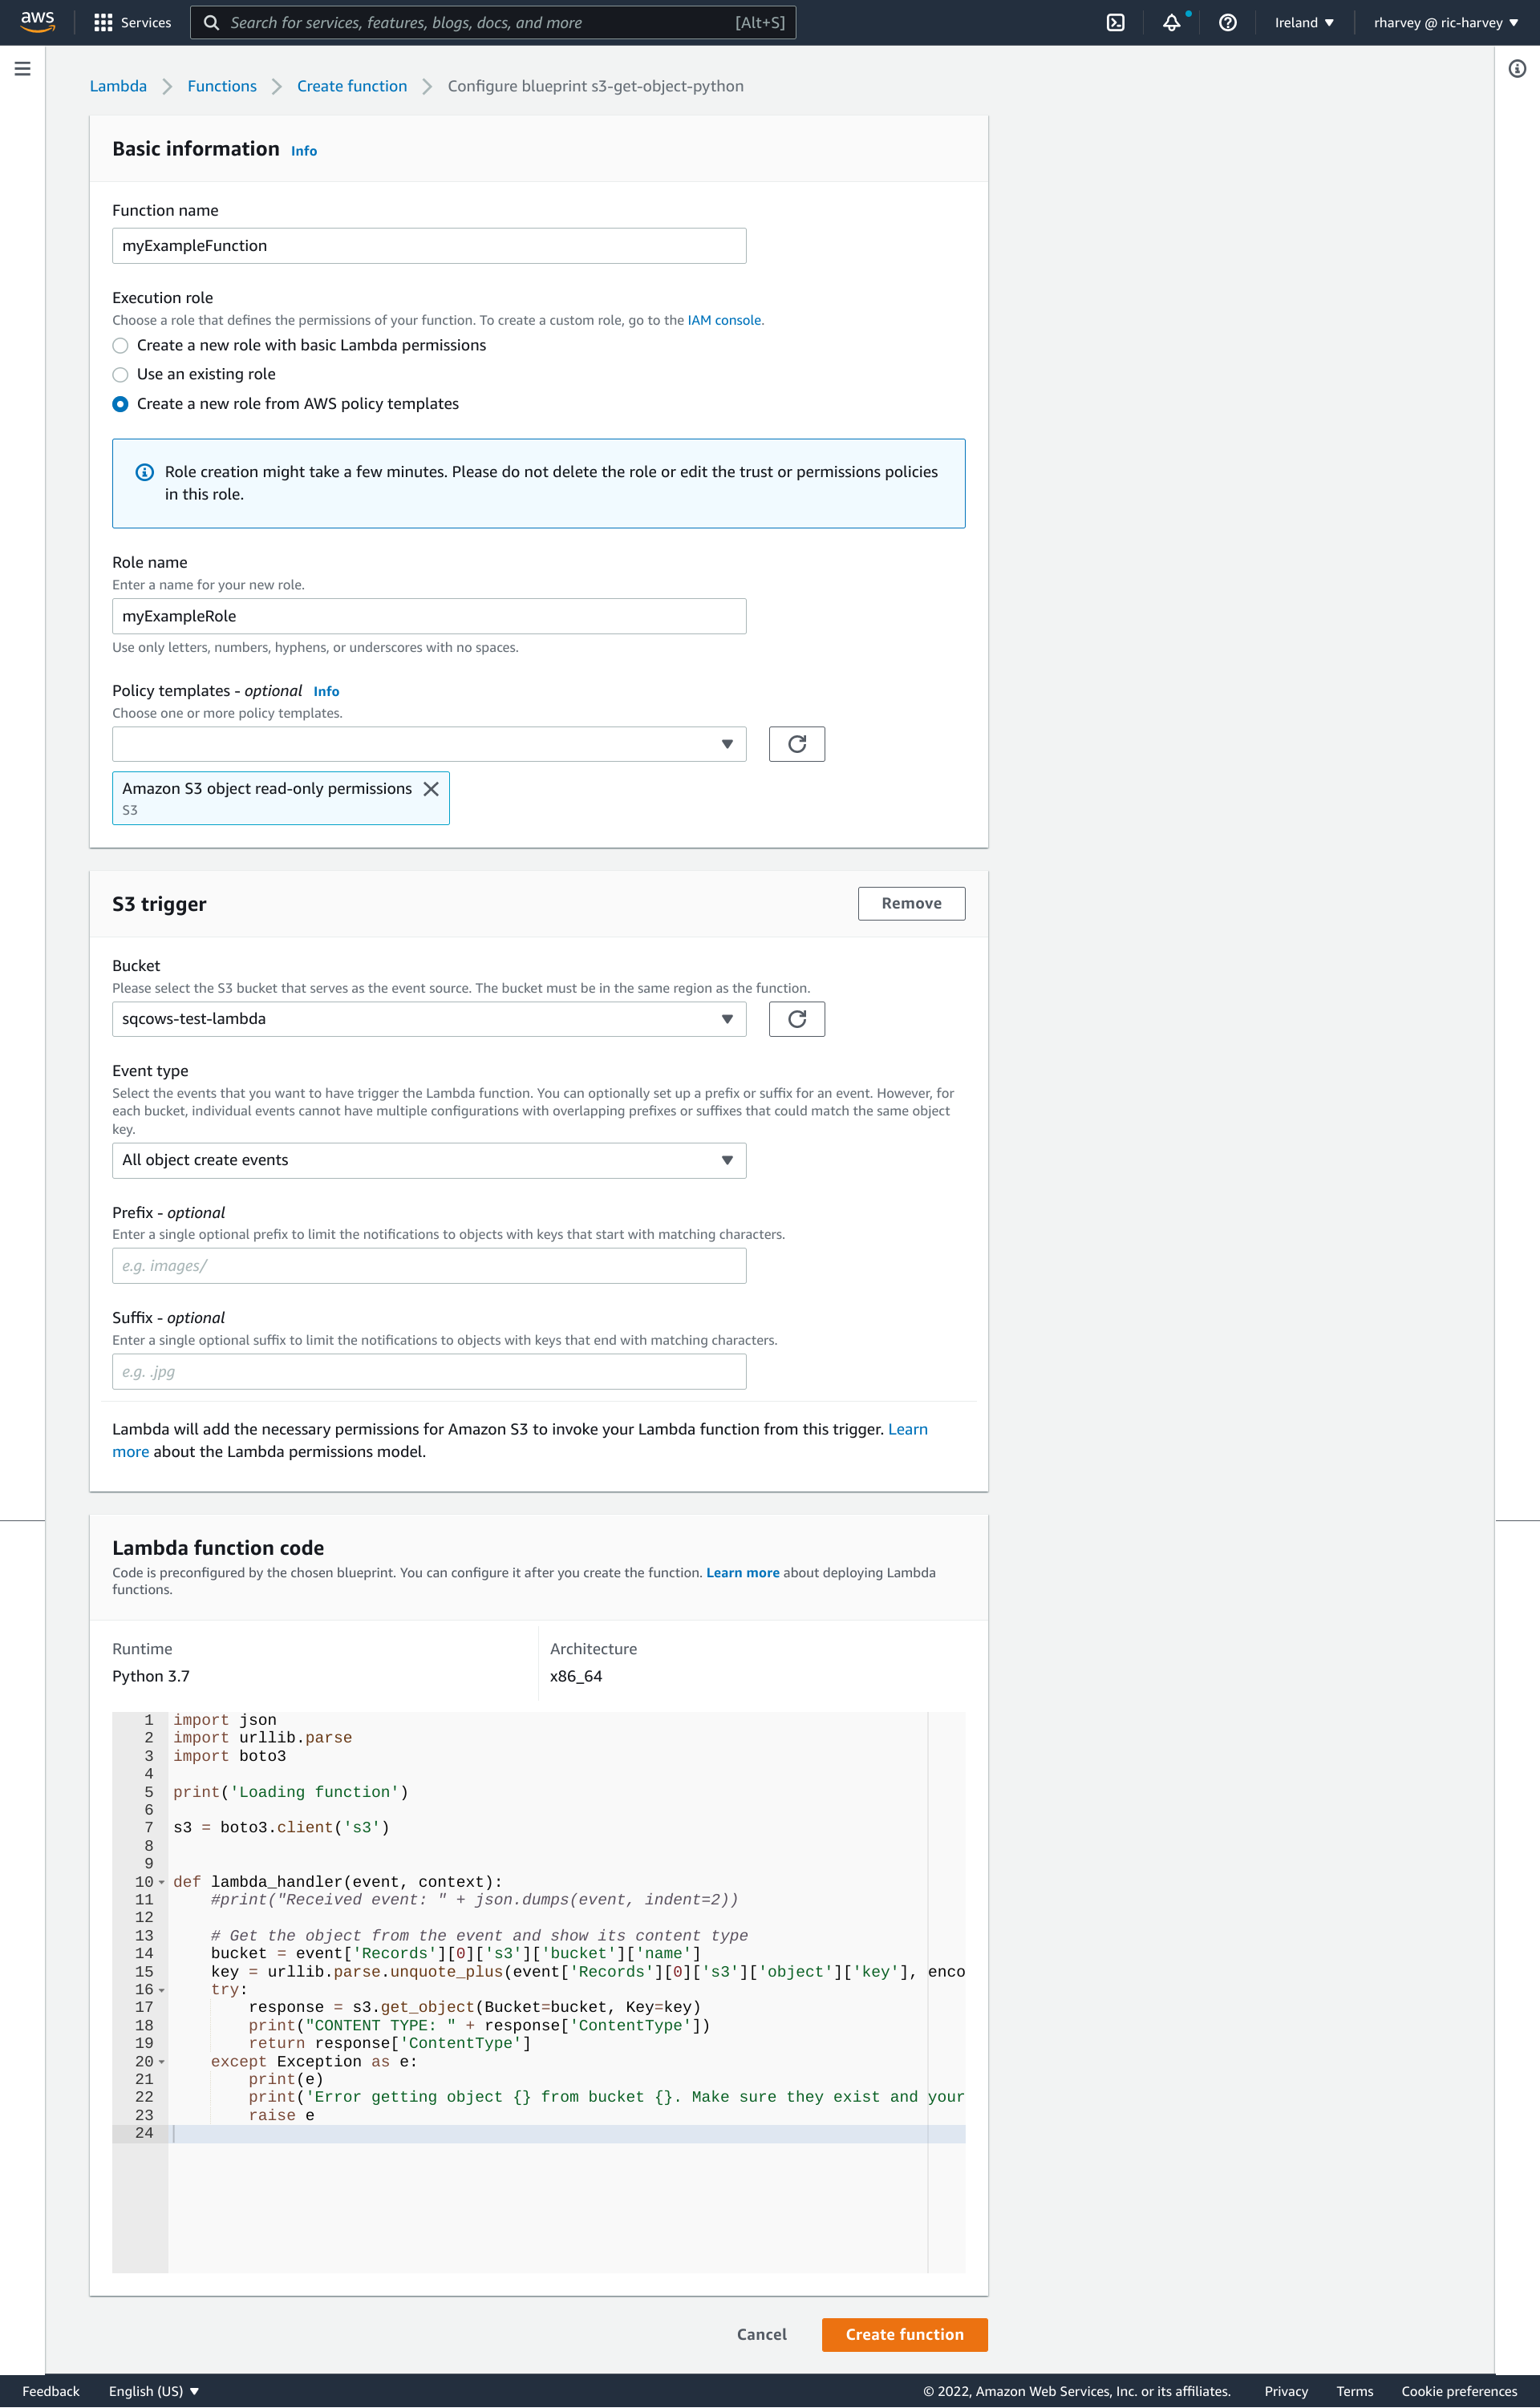 aws Services Search for services, features, blogs, docs, and more [Alt+S] Ireland ▼ rharvey @ ric-harvey ▼
Lambda > Functions > Create function > Configure blueprint s3-get-object-python
Basic information Info
Function name
myExampleFunction
Execution role
Choose a role that defines the permissions of your function. To create a custom role, go to the IAM console.
Create a new role with basic Lambda permissions
Use an existing role
Create a new role from AWS policy templates
Role creation might take a few minutes. Please do not delete the role or edit the trust or permissions policies
in this role.
Role name
Enter a name for your new role.
myExampleRole
Use only letters, numbers, hyphens, or underscores with no spaces.
Policy templates - optional Info
Choose one or more policy templates.
Amazon S3 object read-only permissions
S3
S3 trigger Remove
Bucket
Please select the S3 bucket that serves as the event source. The bucket must be in the same region as the function.
sqcows-test-lambda
Event type
Select the events that you want to have trigger the Lambda function. You can optionally set up a prefix or suffix for an event. However, for
each bucket, individual events cannot have multiple configurations with overlapping prefixes or suffixes that could match the same object
key.
All object create events
Prefix - optional
Enter a single optional prefix to limit the notifications to objects with keys that start with matching characters.
e.g. images/
Suffix - optional
Enter a single optional suffix to limit the notifications to objects with keys that end with matching characters.
e.g. .jpg
Lambda will add the necessary permissions for Amazon S3 to invoke your Lambda function from this trigger. Learn
more about the Lambda permissions model.
Lambda function code
Code is preconfigured by the chosen blueprint. You can configure it after you create the function. Learn more about deploying Lambda
functions.
Runtime Architecture
Python 3.7 x86_64
1 import json
2 import urllib.parse
3 import boto3
4
5 print('Loading function')
6
7 s3 = boto3.client('s3')
8
9
10 def lambda_handler(event, context):
11     #print("Received event: " + json.dumps(event, indent=2))
12
13     # Get the object from the event and show its content type
14     bucket = event['Records'][0]['s3']['bucket']['name']
15     key = urllib.parse.unquote_plus(event['Records'][0]['s3']['object']['key'], enco
16     try:
17         response = s3.get_object(Bucket=bucket, Key=key)
18         print("CONTENT TYPE: " + response['ContentType'])
19         return response['ContentType']
20     except Exception as e:
21         print(e)
22         print('Error getting object {} from bucket {}. Make sure they exist and your
23         raise e
24
Cancel Create function
Feedback English (US) ▼ © 2022, Amazon Web Services, Inc. or its affiliates. Privacy Terms Cookie preferences